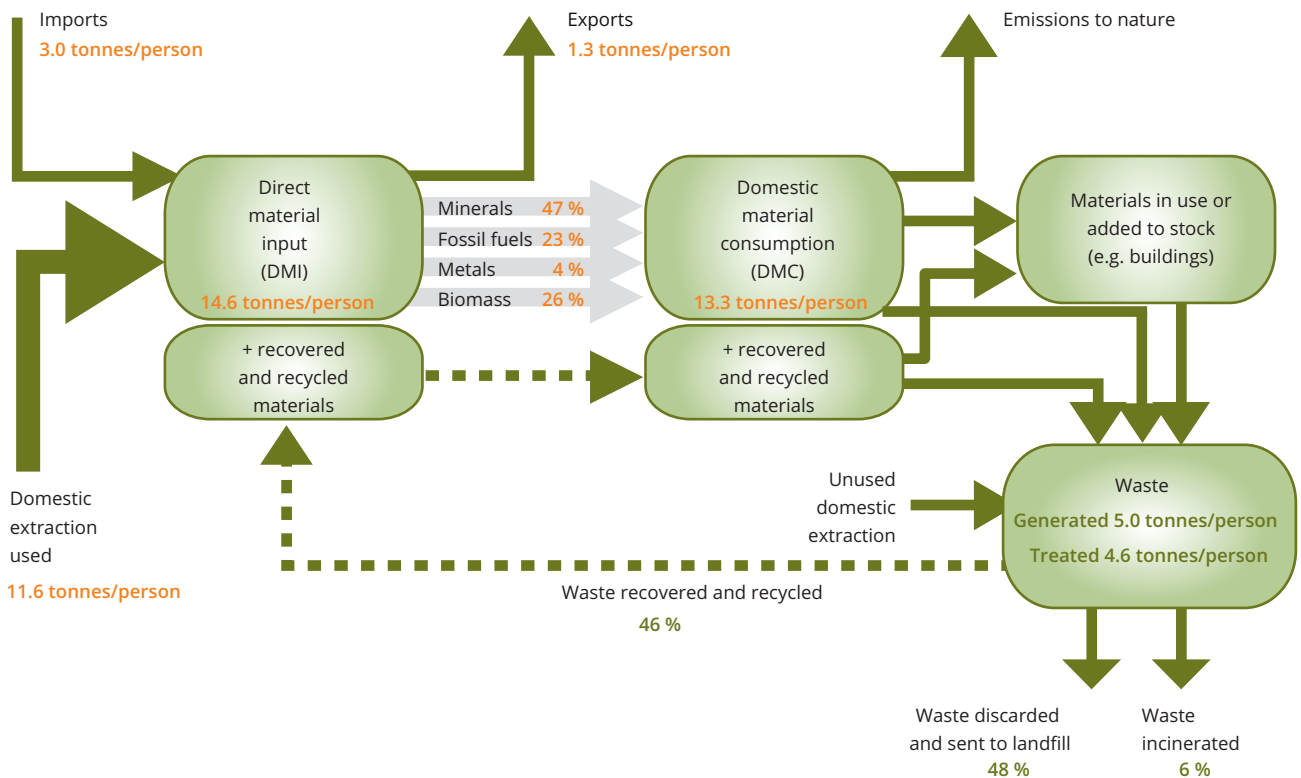 Imports
3.0 tonnes/person
Exports
1.3 tonnes/person
Emissions to nature
Direct
material
input
(DMI)
14.6 tonnes/person
Minerals 47 %
Fossil fuels 23 %
Metals 4 %
Biomass 26 %
Domestic
material
consumption
(DMC)
13.3 tonnes/person
Materials in use or
added to stock
(e.g. buildings)
+ recovered
and recycled
materials
+ recovered
and recycled
materials
Domestic
extraction
used
11.6 tonnes/person
Unused
domestic
extraction
Waste
Generated 5.0 tonnes/person
Treated 4.6 tonnes/person
Waste recovered and recycled
46 %
Waste discarded
and sent to landfill
48 %
Waste
incinerated
6 %